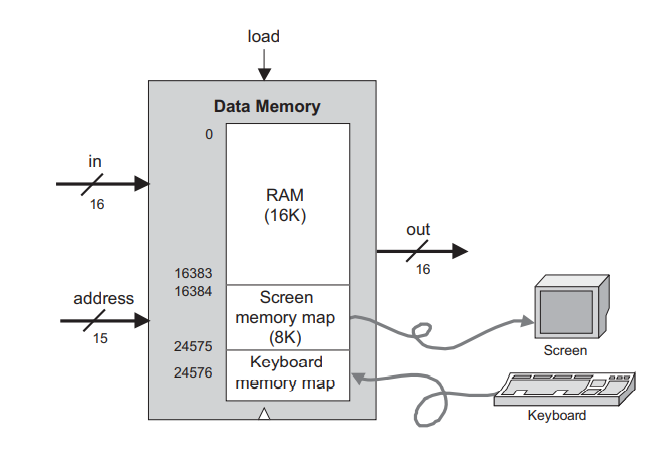 load
Data Memory
0
in
16
RAM
(16K)
out
16
16383
16384
address
15
Screen
memory map
(8K)
24575
24576
Keyboard
memory map
Screen
Keyboard